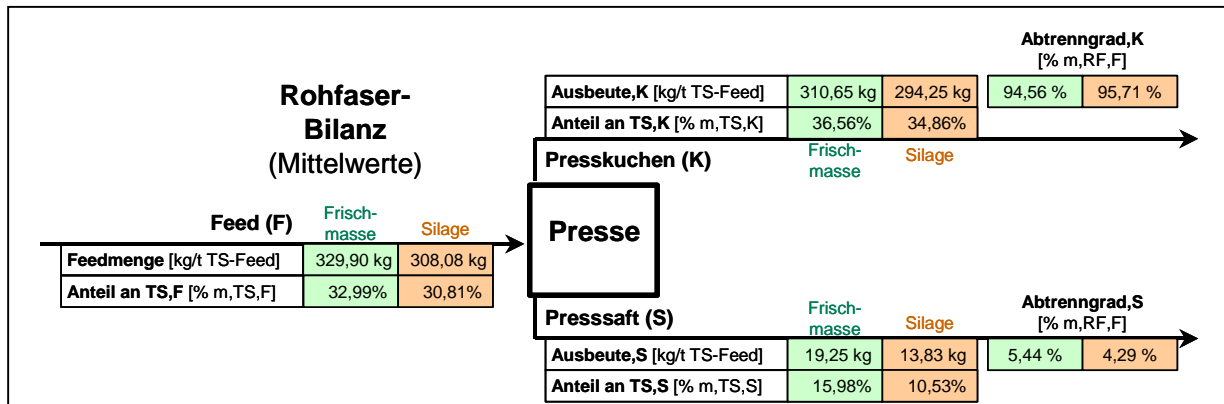 Rohfaser-
Bilanz
(Mittelwerte)
Feed (F)
Frisch-
masse
Silage
Feedmenge [kg/t TS-Feed] 329,90 kg 308,08 kg
Anteil an TS,F [% m,TS,F] 32,99% 30,81%
Presse
Abtrenngrad,K
[% m,RF,F]
Ausbeute,K [kg/t TS-Feed] 310,65 kg 294,25 kg 94,56 % 95,71 %
Anteil an TS,K [% m,TS,K] 36,56% 34,86%
Presskuchen (K)
Frisch-
masse
Silage
Presssaft (S)
Frisch-
masse
Silage
Abtrenngrad,S
[% m,RF,F]
Ausbeute,S [kg/t TS-Feed] 19,25 kg 13,83 kg 5,44 % 4,29 %
Anteil an TS,S [% m,TS,S] 15,98% 10,53%